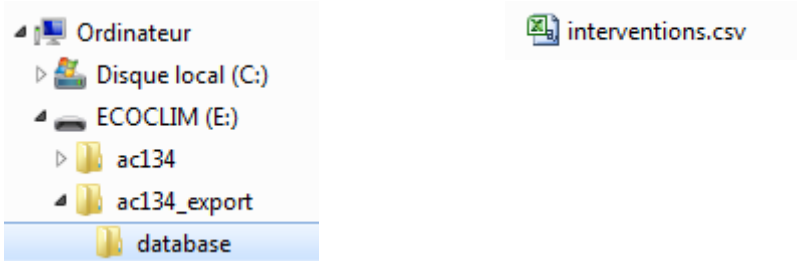 Ordinateur
Disque local (C:)
ECOCLIM (E:)
ac134
ac134_export
database
interventions.csv